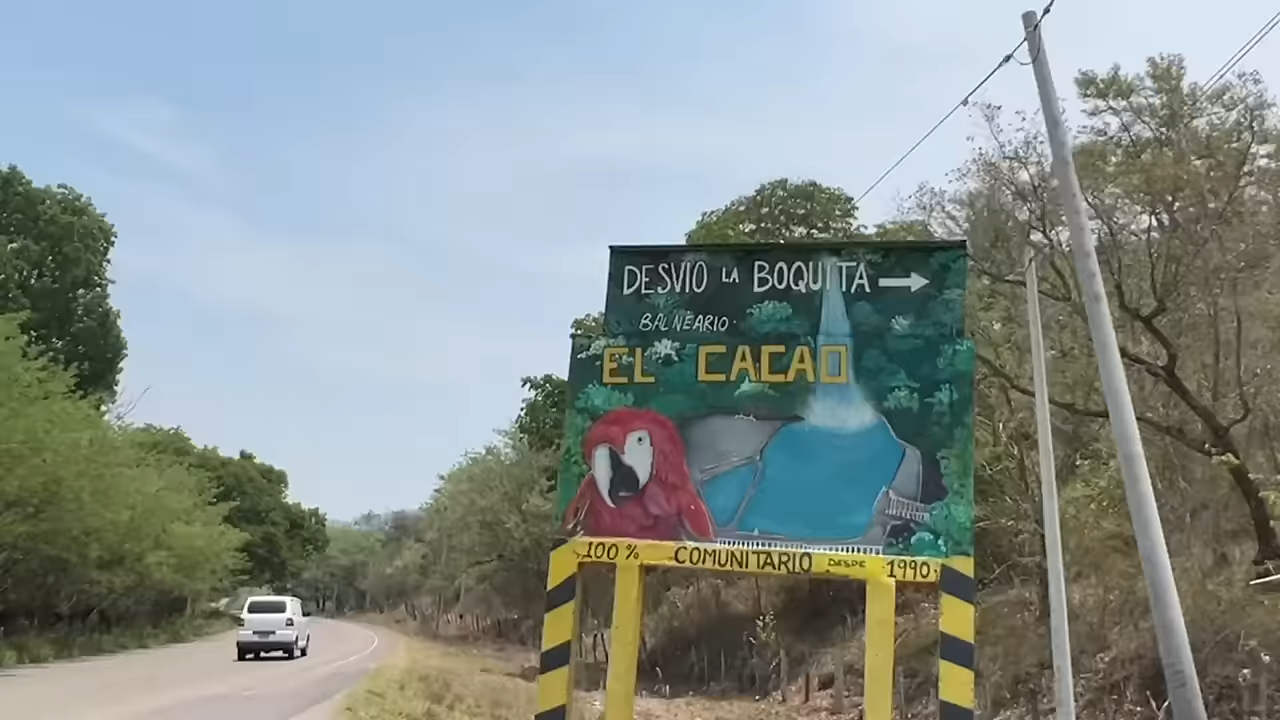 DESVIO LA BOQUITA
BALNEARIO
EL CACAO
100 % COMUNITARIO DESDE 1990